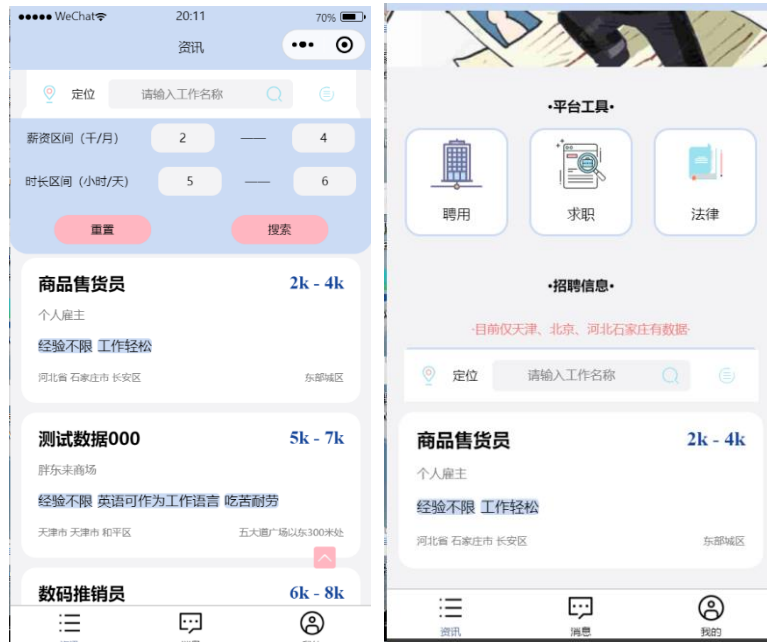 WeChat 20:11 70%
资讯
定位 请输入工作名称
薪资区间（千/月） 2 —— 4
时长区间（小时/天） 5 —— 6
重置 搜索
商品售货员 2k - 4k
个人雇主
经验不限 工作轻松
河北省 石家庄市 长安区 东部城区
测试数据000 5k - 7k
胖东来商场
经验不限 英语可作为工作语言 吃苦耐劳
天津市 天津市 和平区 五大道广场以东300米处
数码推销员 6k - 8k
·平台工具·
聘用 求职 法律
·招聘信息·
·目前仅天津、北京、河北石家庄有数据·
定位 请输入工作名称
商品售货员 2k - 4k
个人雇主
经验不限 工作轻松
河北省 石家庄市 长安区 东部城区
资讯 消息 我的